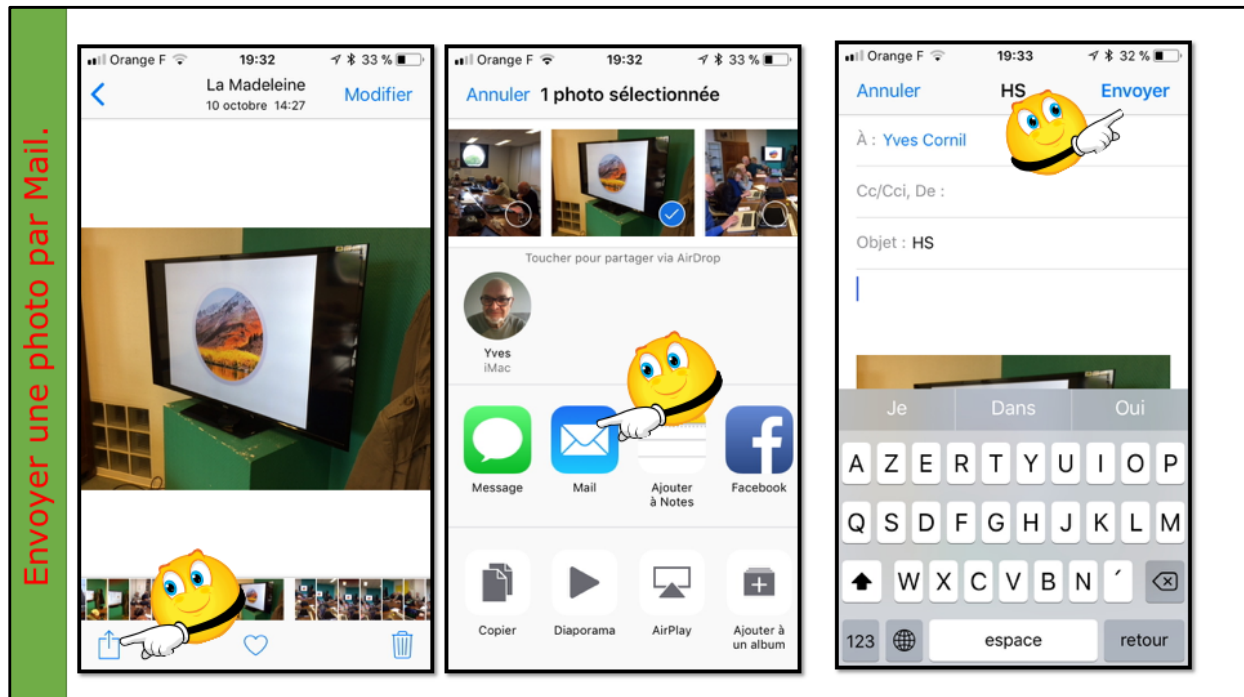 Envoyer une photo par Mail.
Orange F 19:32 33 %
La Madeleine
10 octobre 14:27
Modifier
Orange F 19:32 33 %
Annuler 1 photo sélectionnée
Toucher pour partager via AirDrop
Yves
iMac
Message Mail Ajouter à Notes Facebook
Copier Diaporama AirPlay Ajouter à un album
Orange F 19:33 32 %
Annuler HS Envoyer
À : Yves Cornil
Cc/Cci, De :
Objet : HS
Je Dans Oui
A Z E R T Y U I O P
Q S D F G H J K L M
W X C V B N ´
123 espace retour